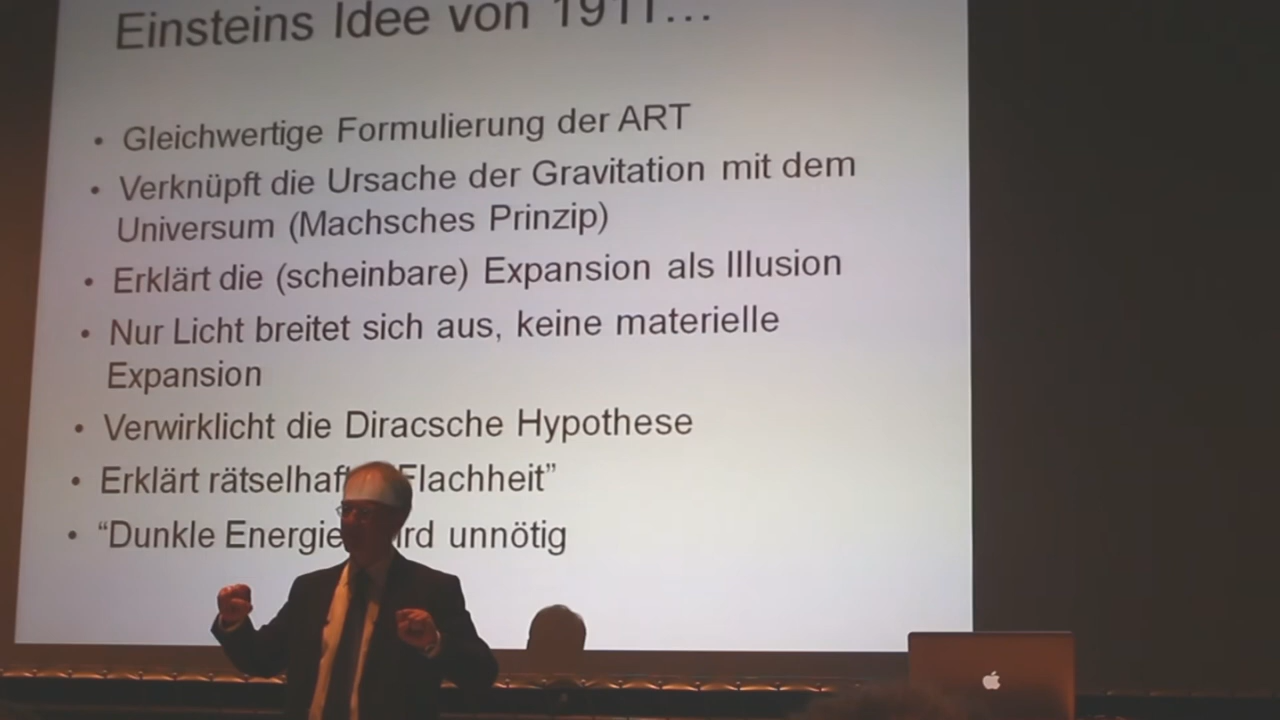 Einsteins Idee von 1911...
• Gleichwertige Formulierung der ART
• Verknüpft die Ursache der Gravitation mit dem
Universum (Machsches Prinzip)
• Erklärt die (scheinbare) Expansion als Illusion
• Nur Licht breitet sich aus, keine materielle
Expansion
• Verwirklicht die Diracsche Hypothese
• Erklärt Flachheit”
• “Dunkle Energie unnötig